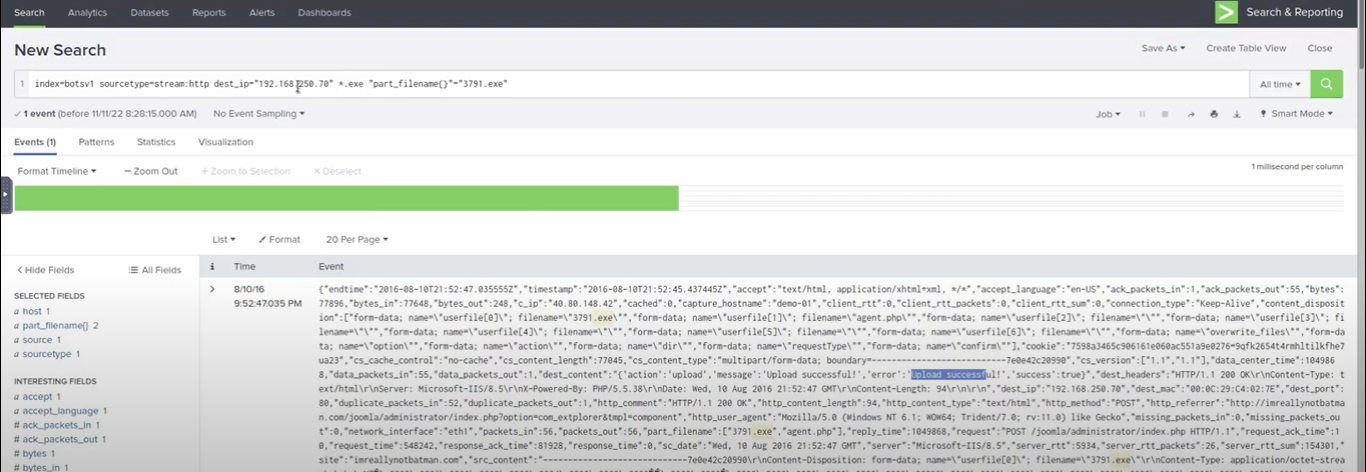 Search Analytics Datasets Reports Alerts Dashboards Search & Reporting
New Search
Save As Create Table View Close
1 index=botsv1 sourcetype=stream:http dest_ip="192.168.250.70" *.exe "part_filename{}"="3791.exe"
All time
1 event (before 11/11/22 8:28:15.000 AM) No Event Sampling
Job Smart Mode
Events (1) Patterns Statistics Visualization
Format Timeline Zoom Out + Zoom to Selection × Deselect
1 millisecond per column
List Format 20 Per Page
Hide Fields All Fields
i Time Event
SELECTED FIELDS
a host 1
a part_filename{} 2
a source 1
a sourcetype 1
INTERESTING FIELDS
a accept 1
a accept_language 1
# ack_packets_in 1
# ack_packets_out 1
# bytes 1
# bytes_in 1
8/10/16
9:52:47.035 PM
{"endtime":"2016-08-10T21:52:47.035555Z","timestamp":"2016-08-10T21:52:45.437445Z","accept":"text/html, application/xhtml+xml, */*","accept_language":"en-US","ack_packets_in":1,"ack_packets_out":55,"bytes":
77896,"bytes_in":77648,"bytes_out":248,"c_ip":"40.80.148.42","cached":0,"capture_hostname":"demo-01","client_rtt":0,"client_rtt_packets":0,"client_rtt_sum":0,"connection_type":"Keep-Alive","content_disposit
ion":["form-data; name=\"userfile[0]\"; filename=\"3791.exe\"","form-data; name=\"userfile[1]\"; filename=\"agent.php\"","form-data; name=\"userfile[2]\"; filename=\"\"","form-data; name=\"userfile[3]\"; fi
lename=\"\"","form-data; name=\"userfile[4]\"; filename=\"\"","form-data; name=\"userfile[5]\"; filename=\"\"","form-data; name=\"userfile[6]\"; filename=\"\"","form-data; name=\"overwrite_files\"","form-da
ta; name=\"option\"","form-data; name=\"action\"","form-data; name=\"dir\"","form-data; name=\"requestType\"","form-data; name=\"confirm\""],"cookie":
ua23","cs_cache_control":"no-cache","cs_content_length":77045,"cs_content_type":"multipart/form-data; boundary=---------------------------7e0e42c20990","cs_version":["1.1","1.1"],"data_center_time":104986
8,"data_packets_in":55,"data_packets_out":1,"dest_content":"{'action':'upload','message':'Upload successful!','error':'Upload successful!','success':true}","dest_headers":"HTTP/1.1 200 OK\r\nContent-Type: t
ext/html\r\nServer: Microsoft-IIS/8.5\r\nX-Powered-By: PHP/5.5.38\r\nDate: Wed, 10 Aug 2016 21:52:47 GMT\r\nContent-Length: 94\r\n\r\n","dest_ip":"192.168.250.70","dest_mac":"00:0C:29:C4:02:7E","dest_port":
80,"duplicate_packets_in":52,"duplicate_packets_out":1,"http_comment":"HTTP/1.1 200 OK","http_content_length":94,"http_content_type":"text/html","http_method":"POST","http_referrer":"http://imreallynotbatma
n.com/joomla/administrator/index.php?option=com_extplorer&tmpl=component","http_user_agent":"Mozilla/5.0 (Windows NT 6.1; WOW64; Trident/7.0; rv:11.0) like Gecko","missing_packets_in":0,"missing_packets_ou
t":0,"network_interface":"eth1","packets_in":56,"packets_out":56,"part_filename":["3791.exe","agent.php"],"reply_time":1049868,"request":"POST /joomla/administrator/index.php HTTP/1.1","request_ack_time":1
0,"request_time":548242,"response_ack_time":81928,"response_time":0,"sc_date":"Wed, 10 Aug 2016 21:52:47 GMT","server":"Microsoft-IIS/8.5","server_rtt":5934,"server_rtt_packets":26,"server_rtt_sum":154301,
"site":"imreallynotbatman.com","src_content":"-----------------------------7e0e42c20990\r\nContent-Disposition: form-data; name=\"userfile[0]\"; filename=\"3791.exe\"\r\nContent-Type: application/octet-strea